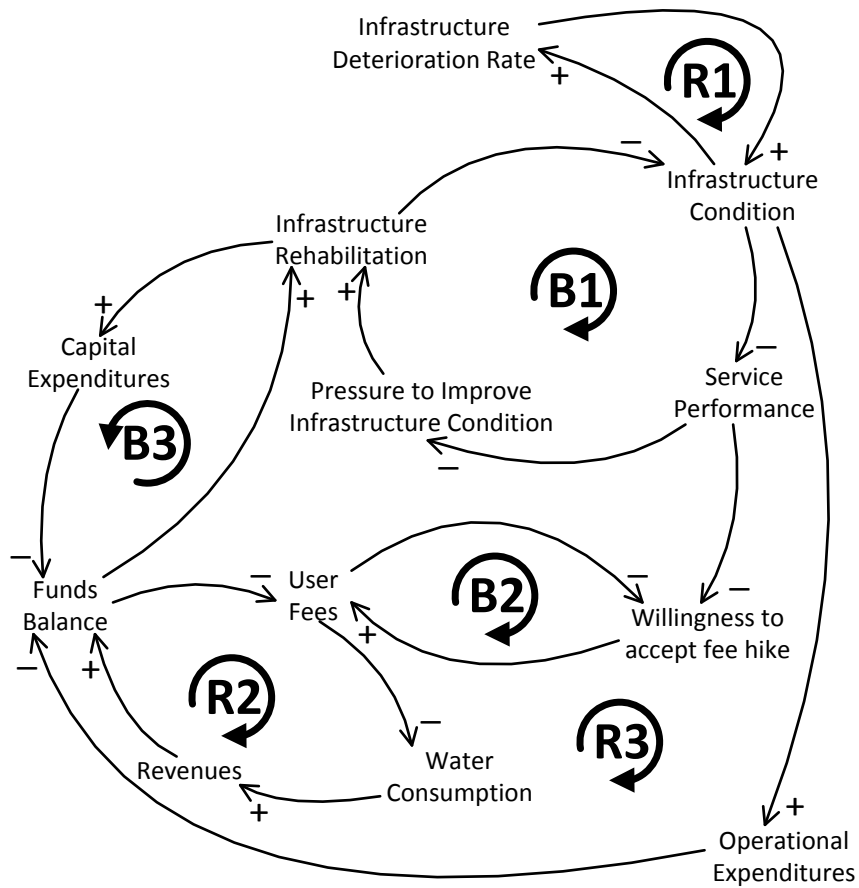 Infrastructure
Deterioration Rate
+
R1
−
+
Infrastructure
Condition
Infrastructure
Rehabilitation
+
+
+
B1
Capital
Expenditures
−
Pressure to Improve
Infrastructure Condition
Service
Performance
B3
−
−
Funds
Balance
−
User
Fees
B2
−
−
+
Willingness to
accept fee hike
−
+
R2
−
R3
Revenues
+
Water
Consumption
+
Operational
Expenditures